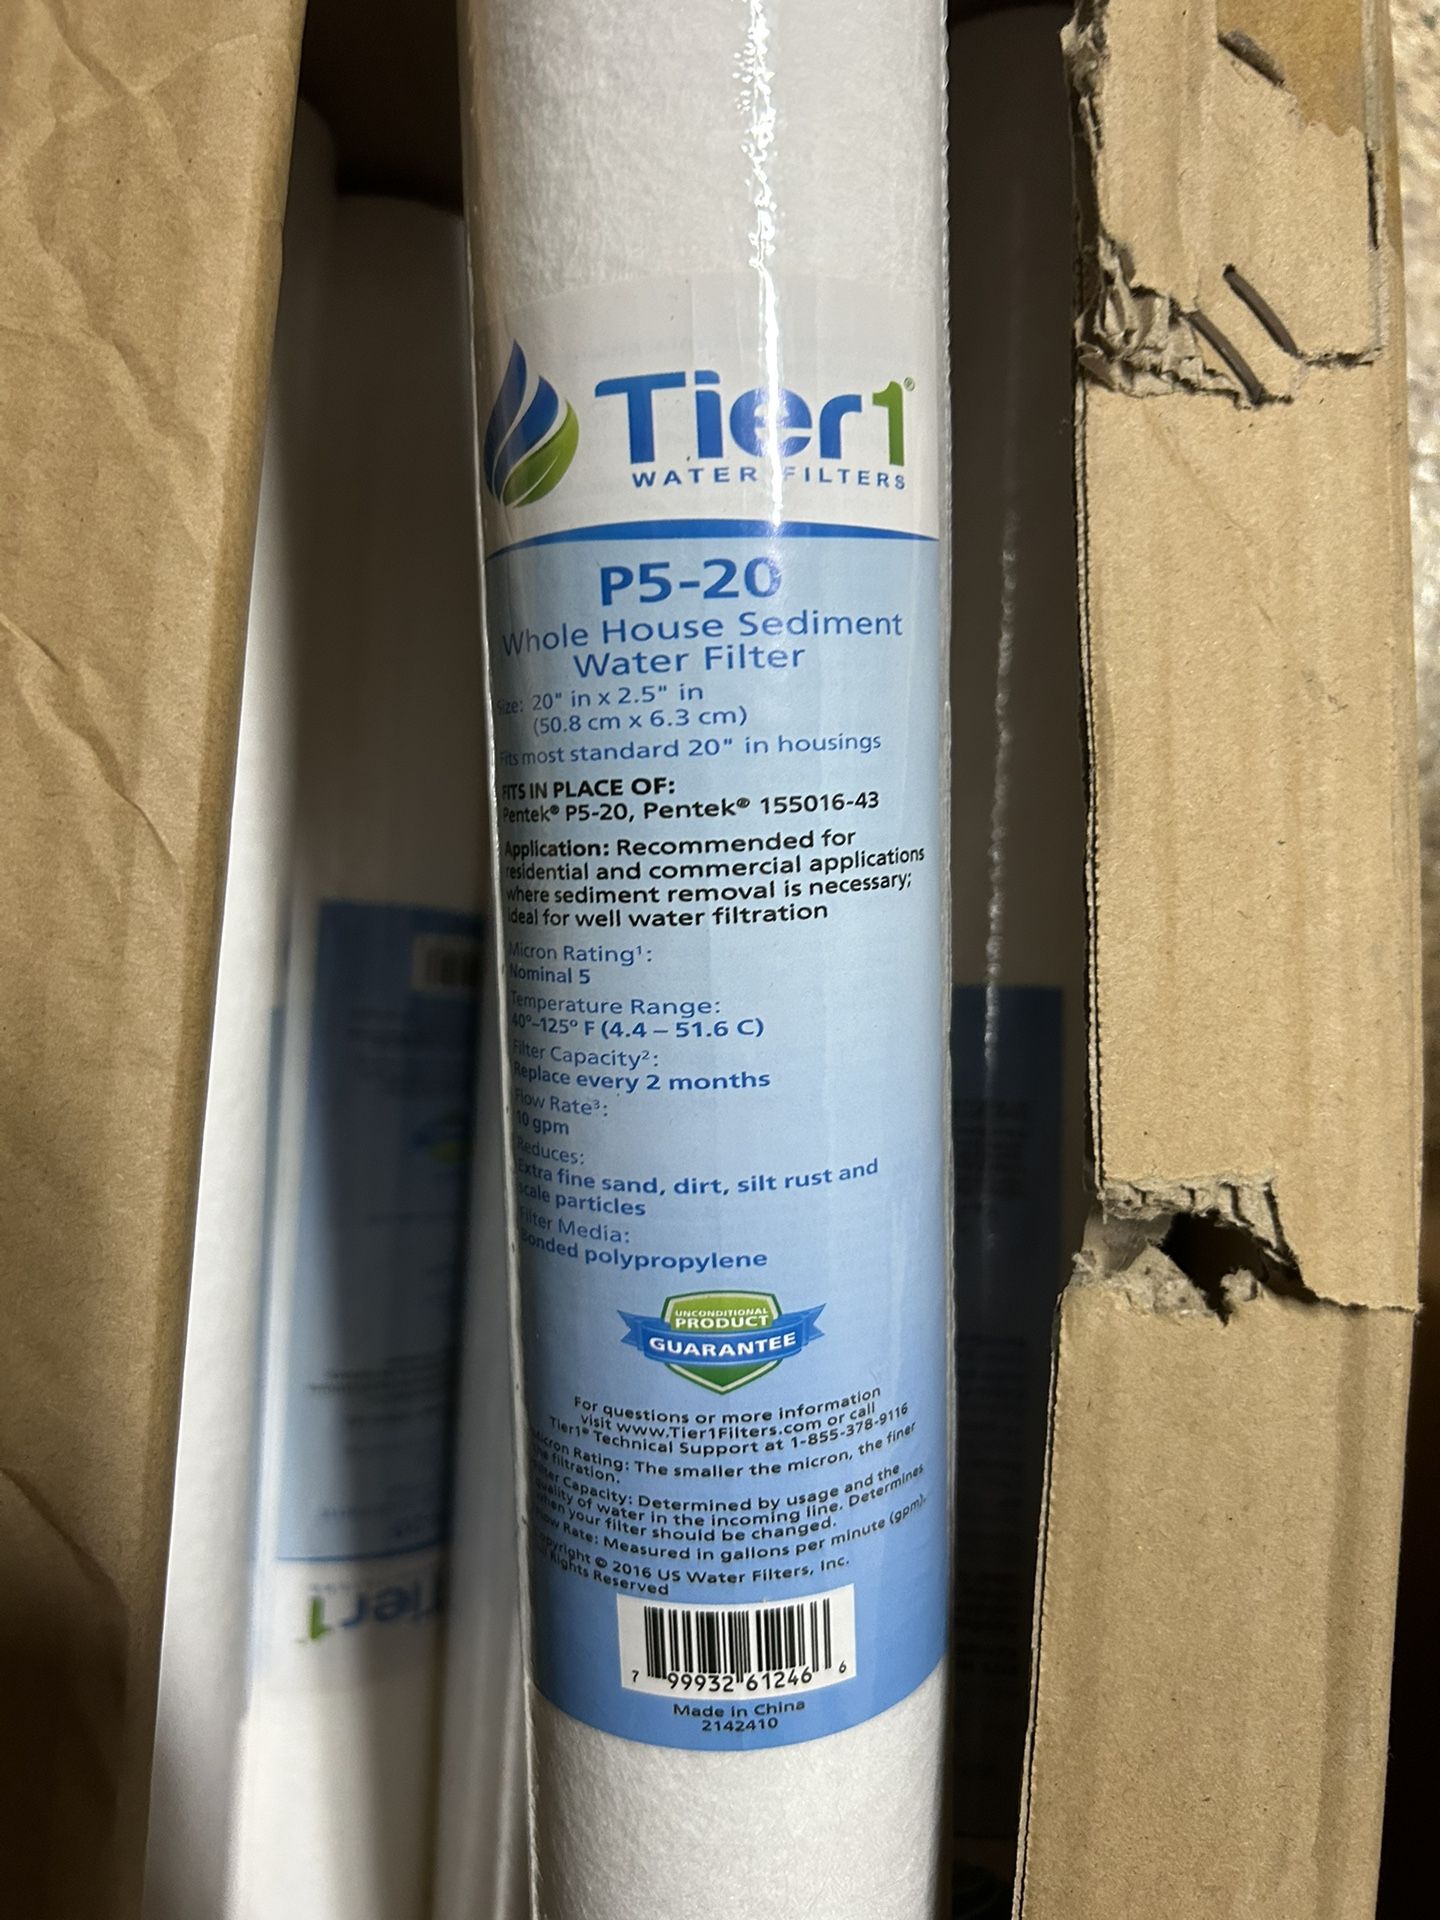 Tier1®
WATER FILTERS
P5-20
Whole House Sediment
Water Filter
Size: 20" in x 2.5" in
(50.8 cm x 6.3 cm)
Fits most standard 20" in housings
FITS IN PLACE OF:
Pentek® P5-20, Pentek® 155016-43
Application: Recommended for
residential and commercial applications
where sediment removal is necessary;
ideal for well water filtration
Micron Rating¹:
Nominal 5
Temperature Range:
40°–125° F (4.4 – 51.6 C)
Filter Capacity²:
Replace every 2 months
Flow Rate³:
10 gpm
Reduces:
Extra fine sand, dirt, silt rust and
scale particles
Filter Media:
Bonded polypropylene
UNCONDITIONAL
PRODUCT
GUARANTEE
For questions or more information
visit www.Tier1Filters.com or call
Tier1® Technical Support at 1-855-378-9116
Micron Rating: The smaller the micron, the finer
the filtration.
Filter Capacity: Determined by usage and the
quality of water in the incoming line. Determines
when your filter should be changed.
Flow Rate: Measured in gallons per minute (gpm).
Copyright © 2016 US Water Filters, Inc.
All Rights Reserved
7 99932 61246 6
Made in China
2142410
Tier1